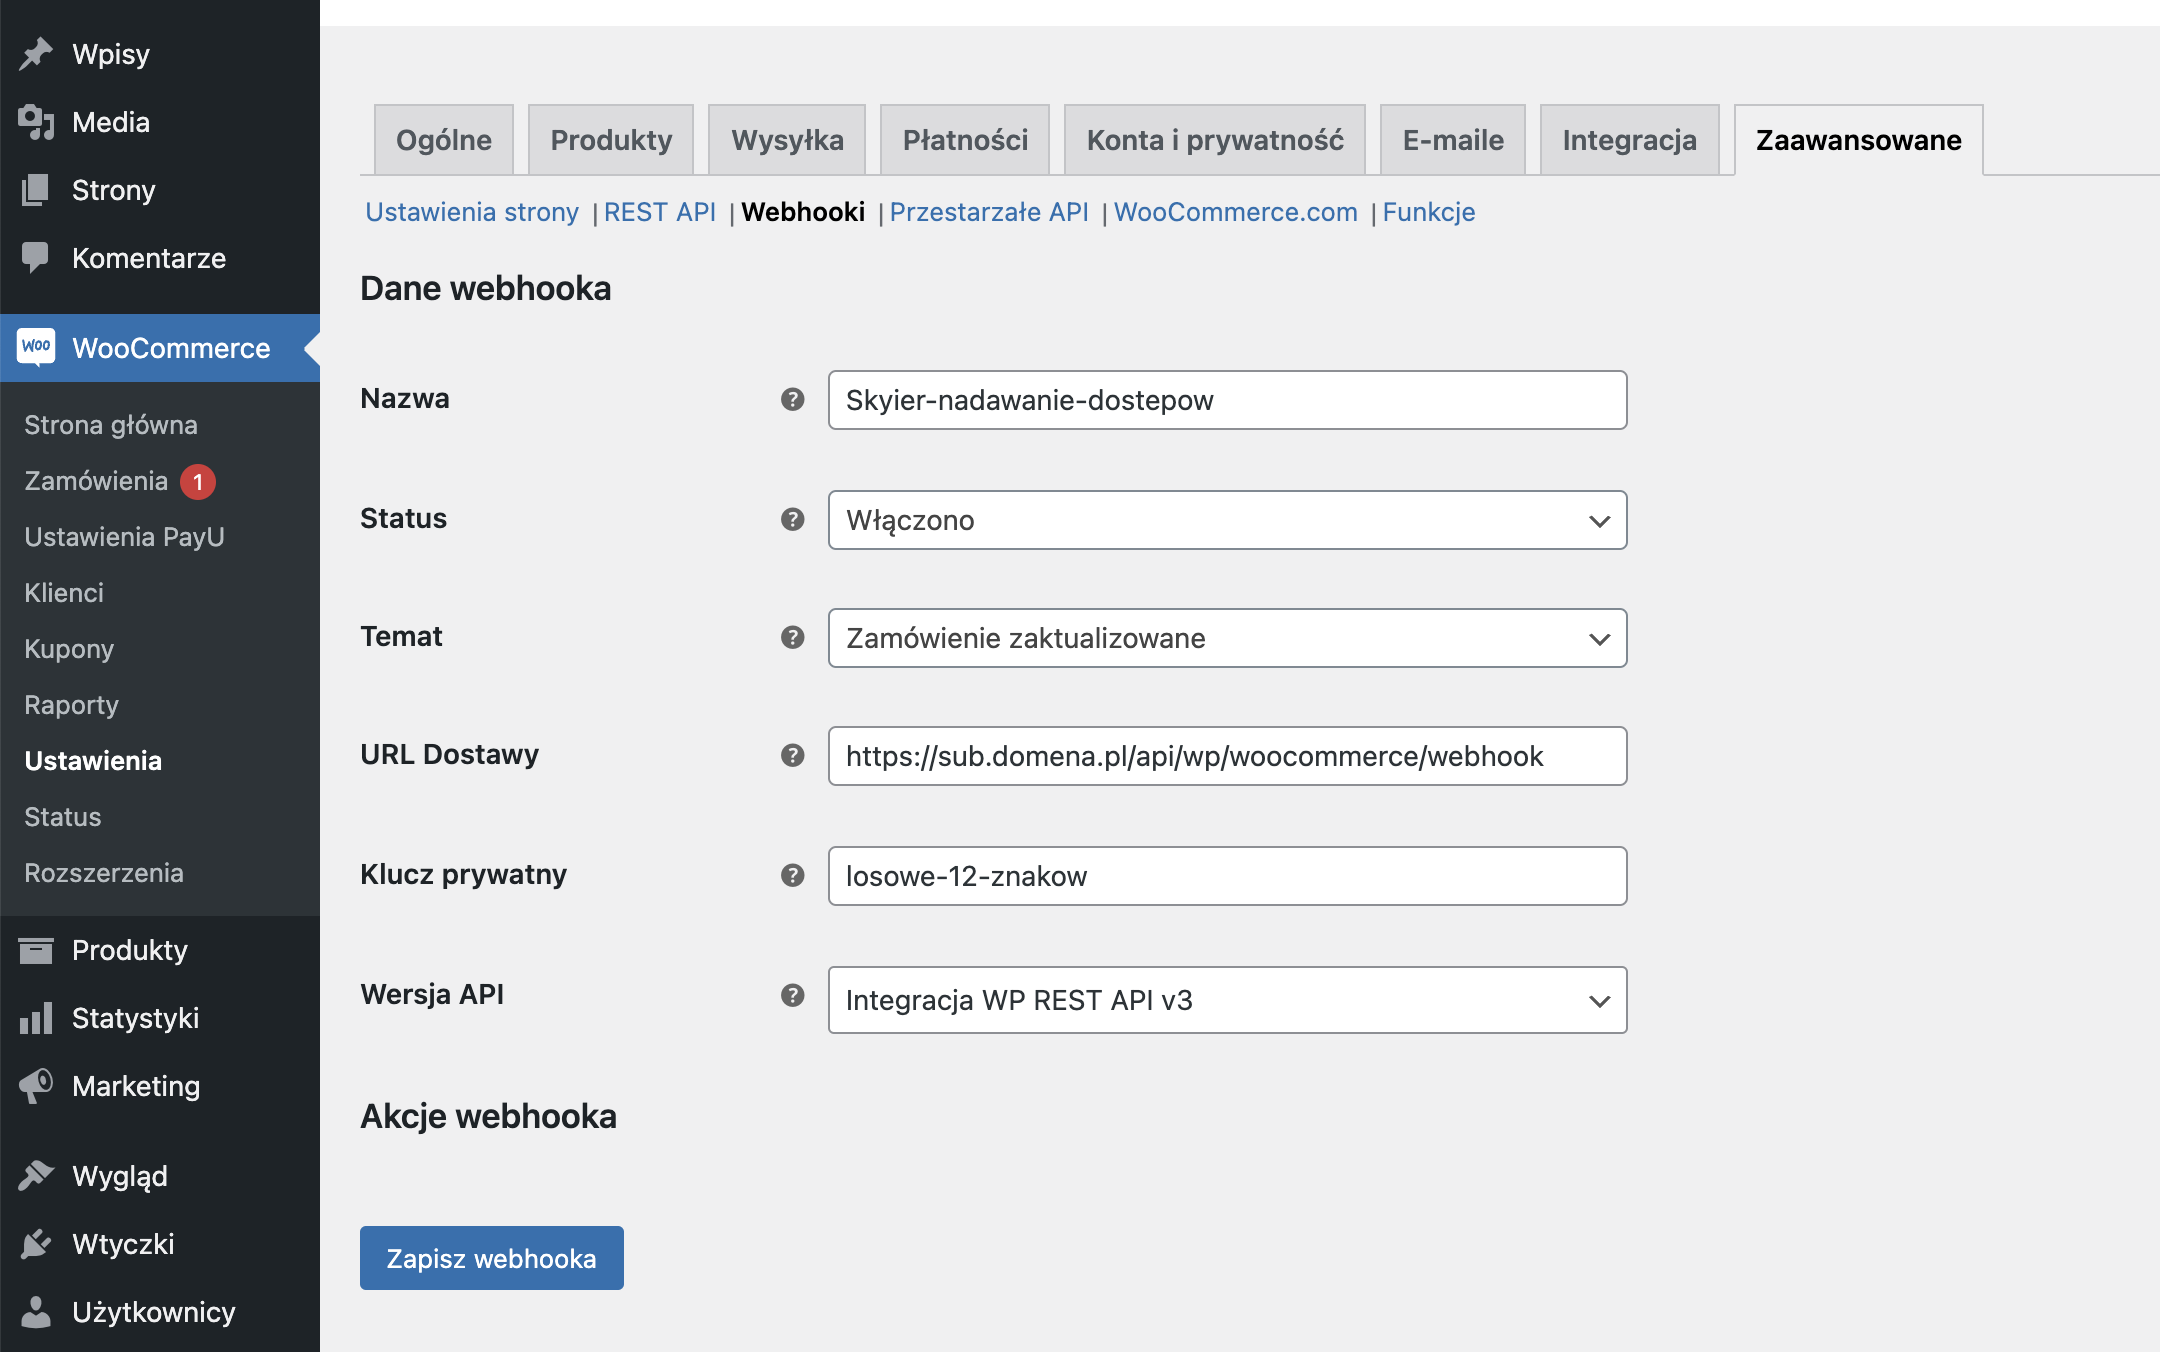 Wpisy
Media
Strony
Komentarze
Woo WooCommerce
Strona główna
Zamówienia 1
Ustawienia PayU
Klienci
Kupony
Raporty
Ustawienia
Status
Rozszerzenia
Produkty
Statystyki
Marketing
Wygląd
Wtyczki
Użytkownicy
Ogólne Produkty Wysyłka Płatności Konta i prywatność E-maile Integracja Zaawansowane
Ustawienia strony | REST API | Webhooki | Przestarzałe API | WooCommerce.com | Funkcje
Dane webhooka
Nazwa ? Skyier-nadawanie-dostepow
Status ? Włączono
Temat ? Zamówienie zaktualizowane
URL Dostawy ? https://sub.domena.pl/api/wp/woocommerce/webhook
Klucz prywatny ? losowe-12-znakow
Wersja API ? Integracja WP REST API v3
Akcje webhooka
Zapisz webhooka